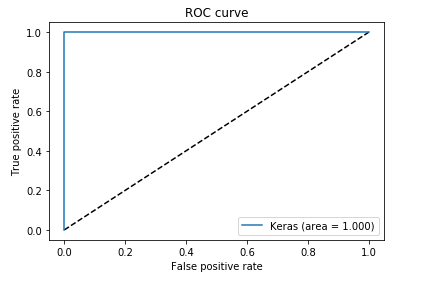 ROC curve
True positive rate
1.0
0.8
0.6
0.4
0.2
0.0
Keras (area = 1.000)
0.0 0.2 0.4 0.6 0.8 1.0
False positive rate